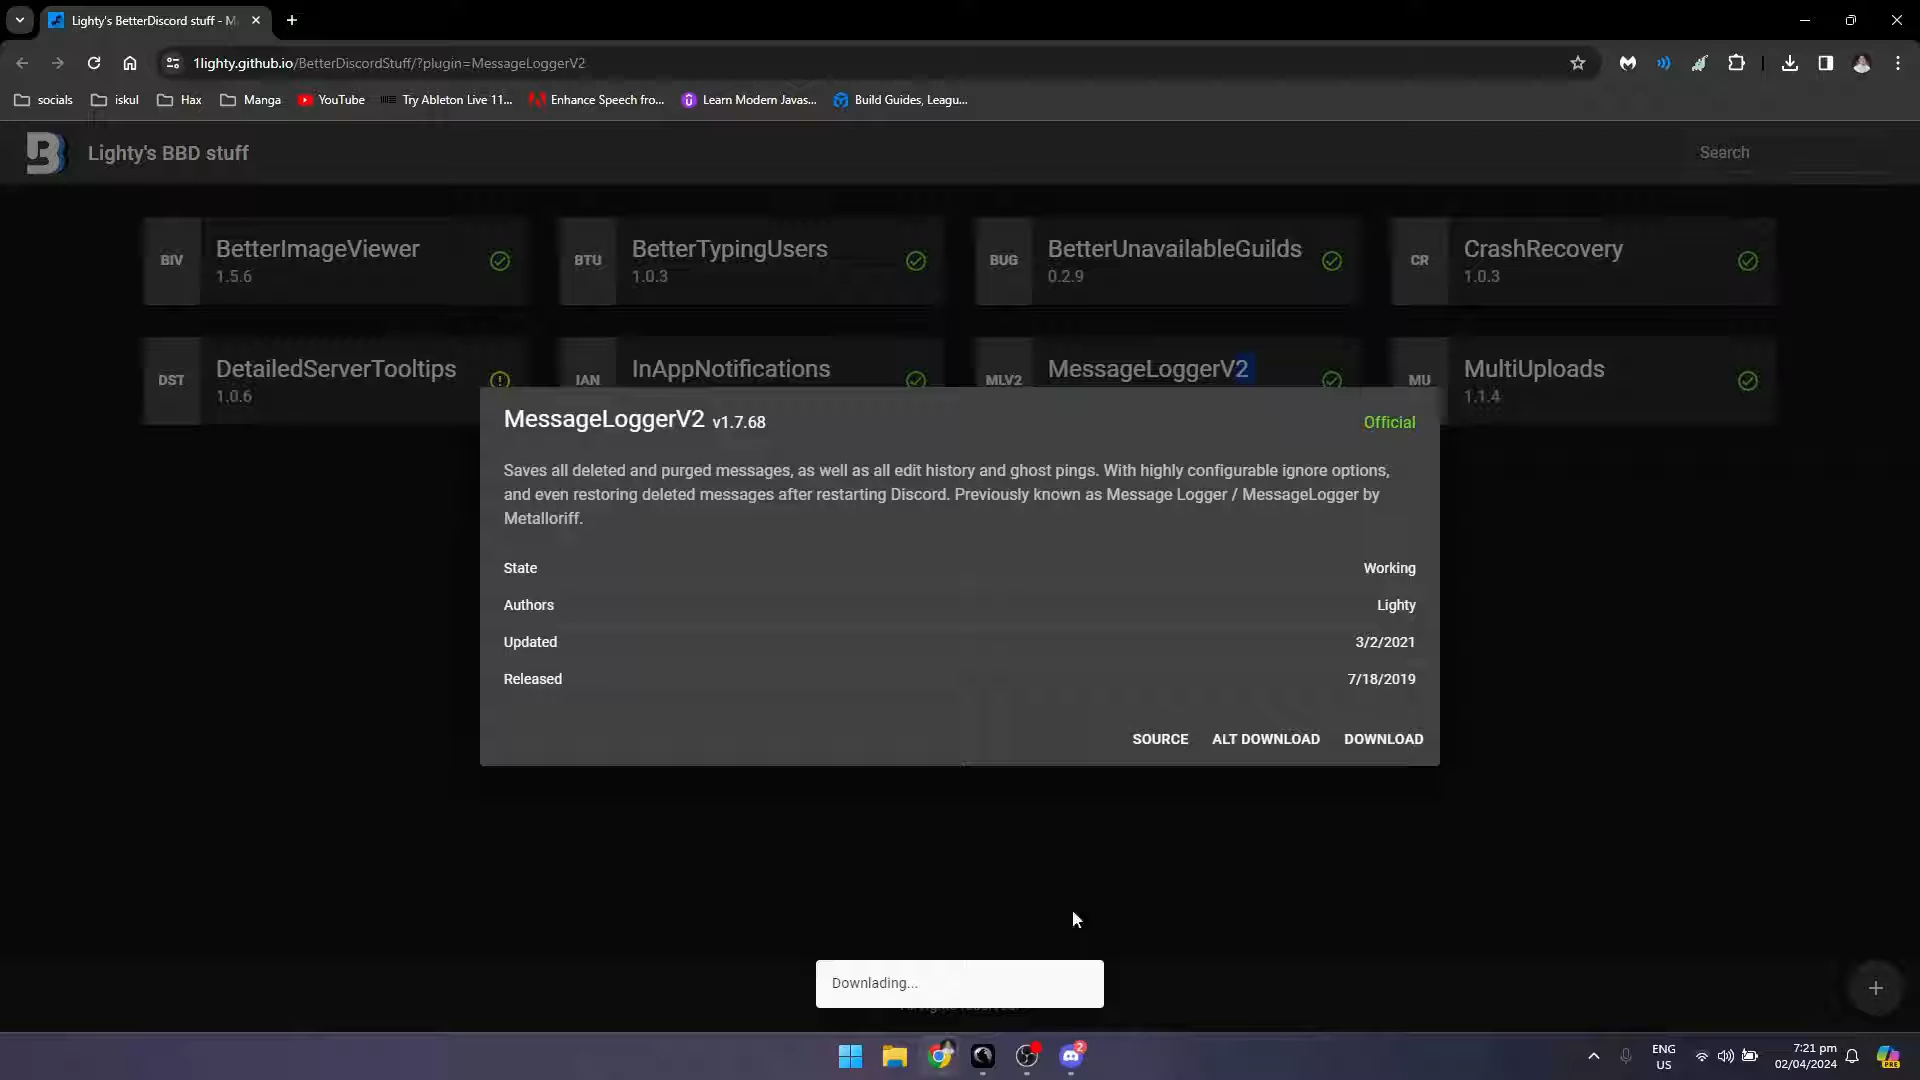 Lighty's BetterDiscord stuff - M
1lighty.github.io/BetterDiscordStuff/?plugin=MessageLoggerV2
socials
iskul
Hax
Manga
YouTube
Try Ableton Live 11...
Enhance Speech fro...
Learn Modern Javas...
Build Guides, Leagu...
Lighty's BBD stuff
Search
BIV
BetterImageViewer
1.5.6
BTU
BetterTypingUsers
1.0.3
BUG
BetterUnavailableGuilds
0.2.9
CR
CrashRecovery
1.0.3
DST
DetailedServerTooltips
1.0.6
IAN
InAppNotifications
MLV2
MessageLoggerV2
MU
MultiUploads
1.1.4
MessageLoggerV2 v1.7.68
Official
Saves all deleted and purged messages, as well as all edit history and ghost pings. With highly configurable ignore options,
and even restoring deleted messages after restarting Discord. Previously known as Message Logger / MessageLogger by
Metalloriff.
State
Working
Authors
Lighty
Updated
3/2/2021
Released
7/18/2019
SOURCE
ALT DOWNLOAD
DOWNLOAD
Downlading...
2
ENG
US
7:21 pm
02/04/2024
PRE